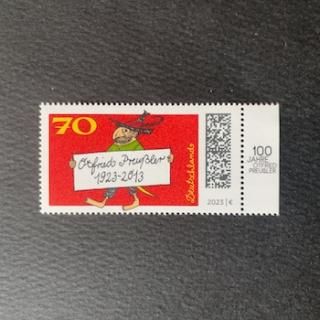 70
Otfried Preußler
1923-2013
Deutschland
2023 | €
100
JAHRE
OTFRIED
PREUßLER